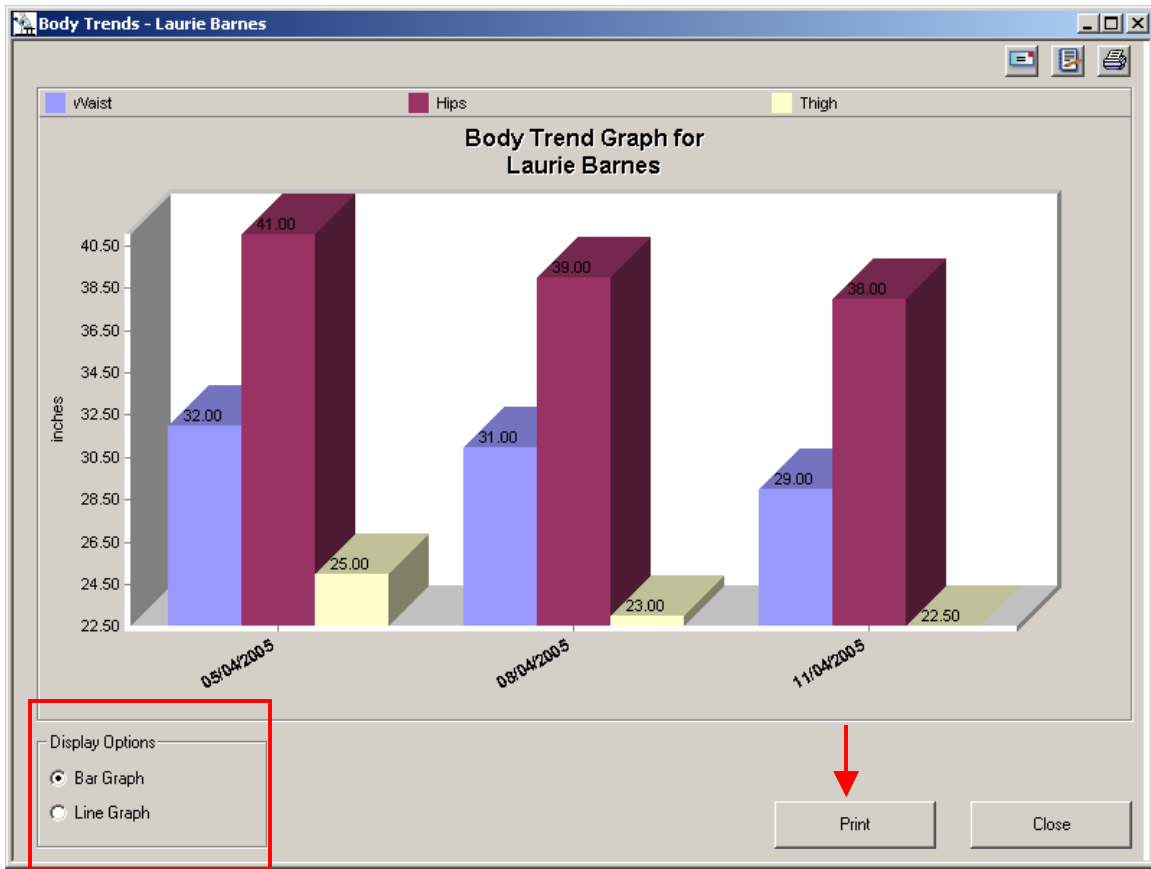 Body Trends - Laurie Barnes
Waist Hips Thigh
Body Trend Graph for
Laurie Barnes
inches
40.50
38.50
36.50
34.50
32.50
30.50
28.50
26.50
24.50
22.50
32.00 41.00 25.00
31.00 39.00 23.00
29.00 38.00 22.50
05/04/2005 08/04/2005 11/04/2005
Display Options
Bar Graph
Line Graph
Print Close